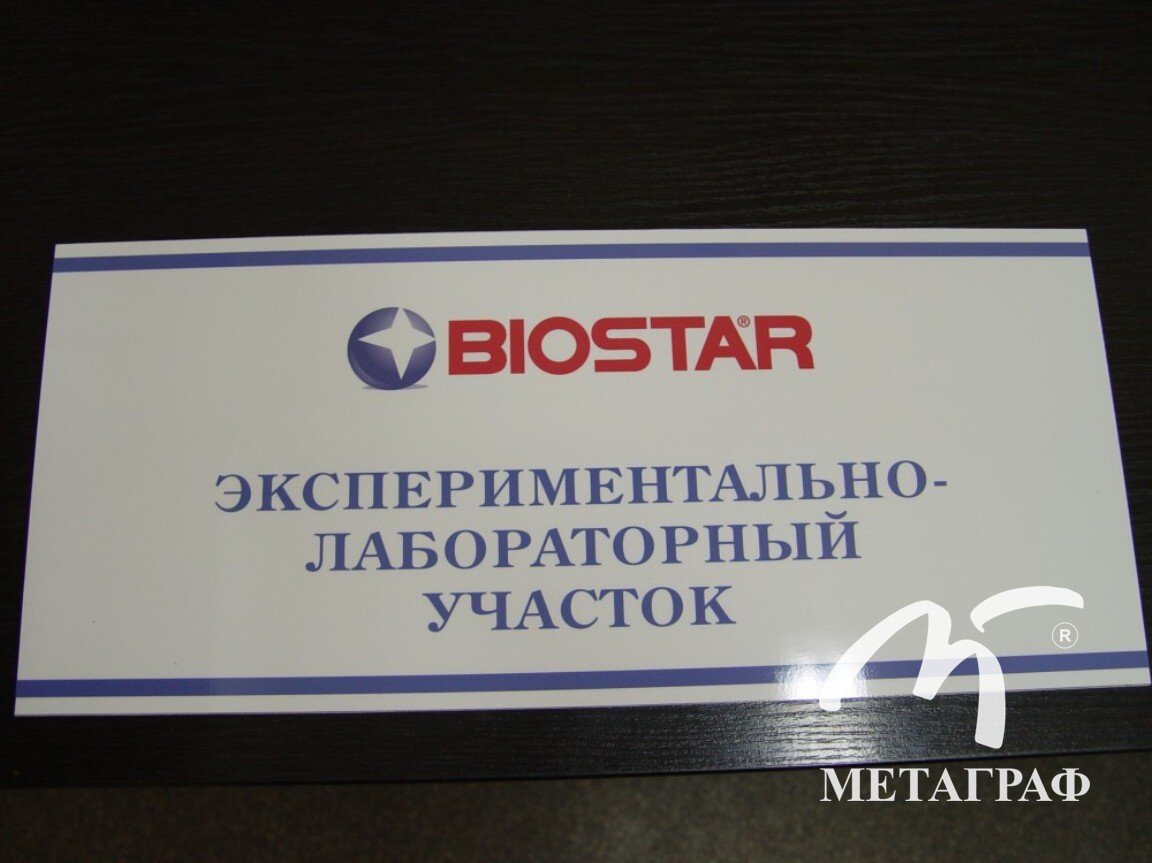 BIOSTAR®
ЭКСПЕРИМЕНТАЛЬНО-
ЛАБОРАТОРНЫЙ
УЧАСТОК
®
МЕТАГРАФ